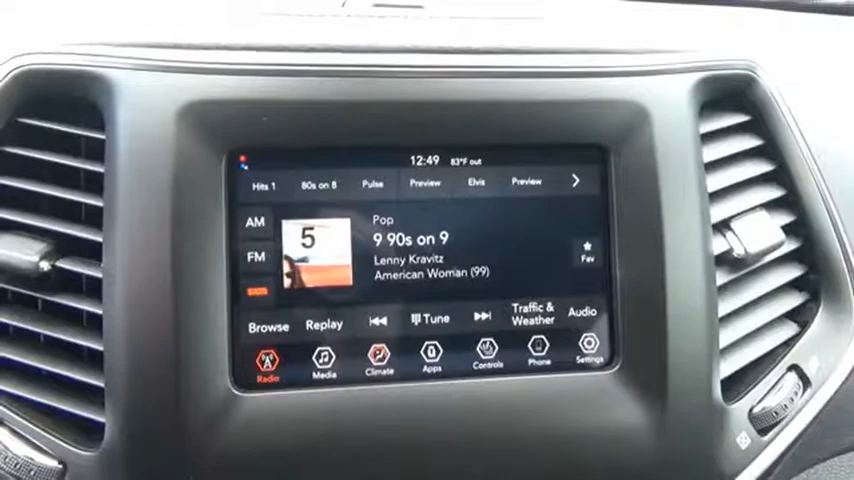 12:49 83°F out
Hits 1 80s on 8 Pulse Preview Elvis Preview
AM
Pop
5
9 90s on 9
FM
Lenny Kravitz
American Woman (99)
Fav
Browse Replay Tune Traffic & Weather Audio
Radio Media Climate Apps Controls Phone Settings